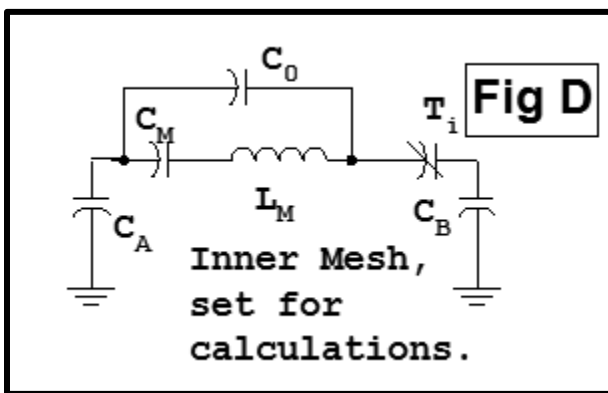 C0
Fig D
Ti
CM
LM
CA
CB
Inner Mesh,
set for
calculations.